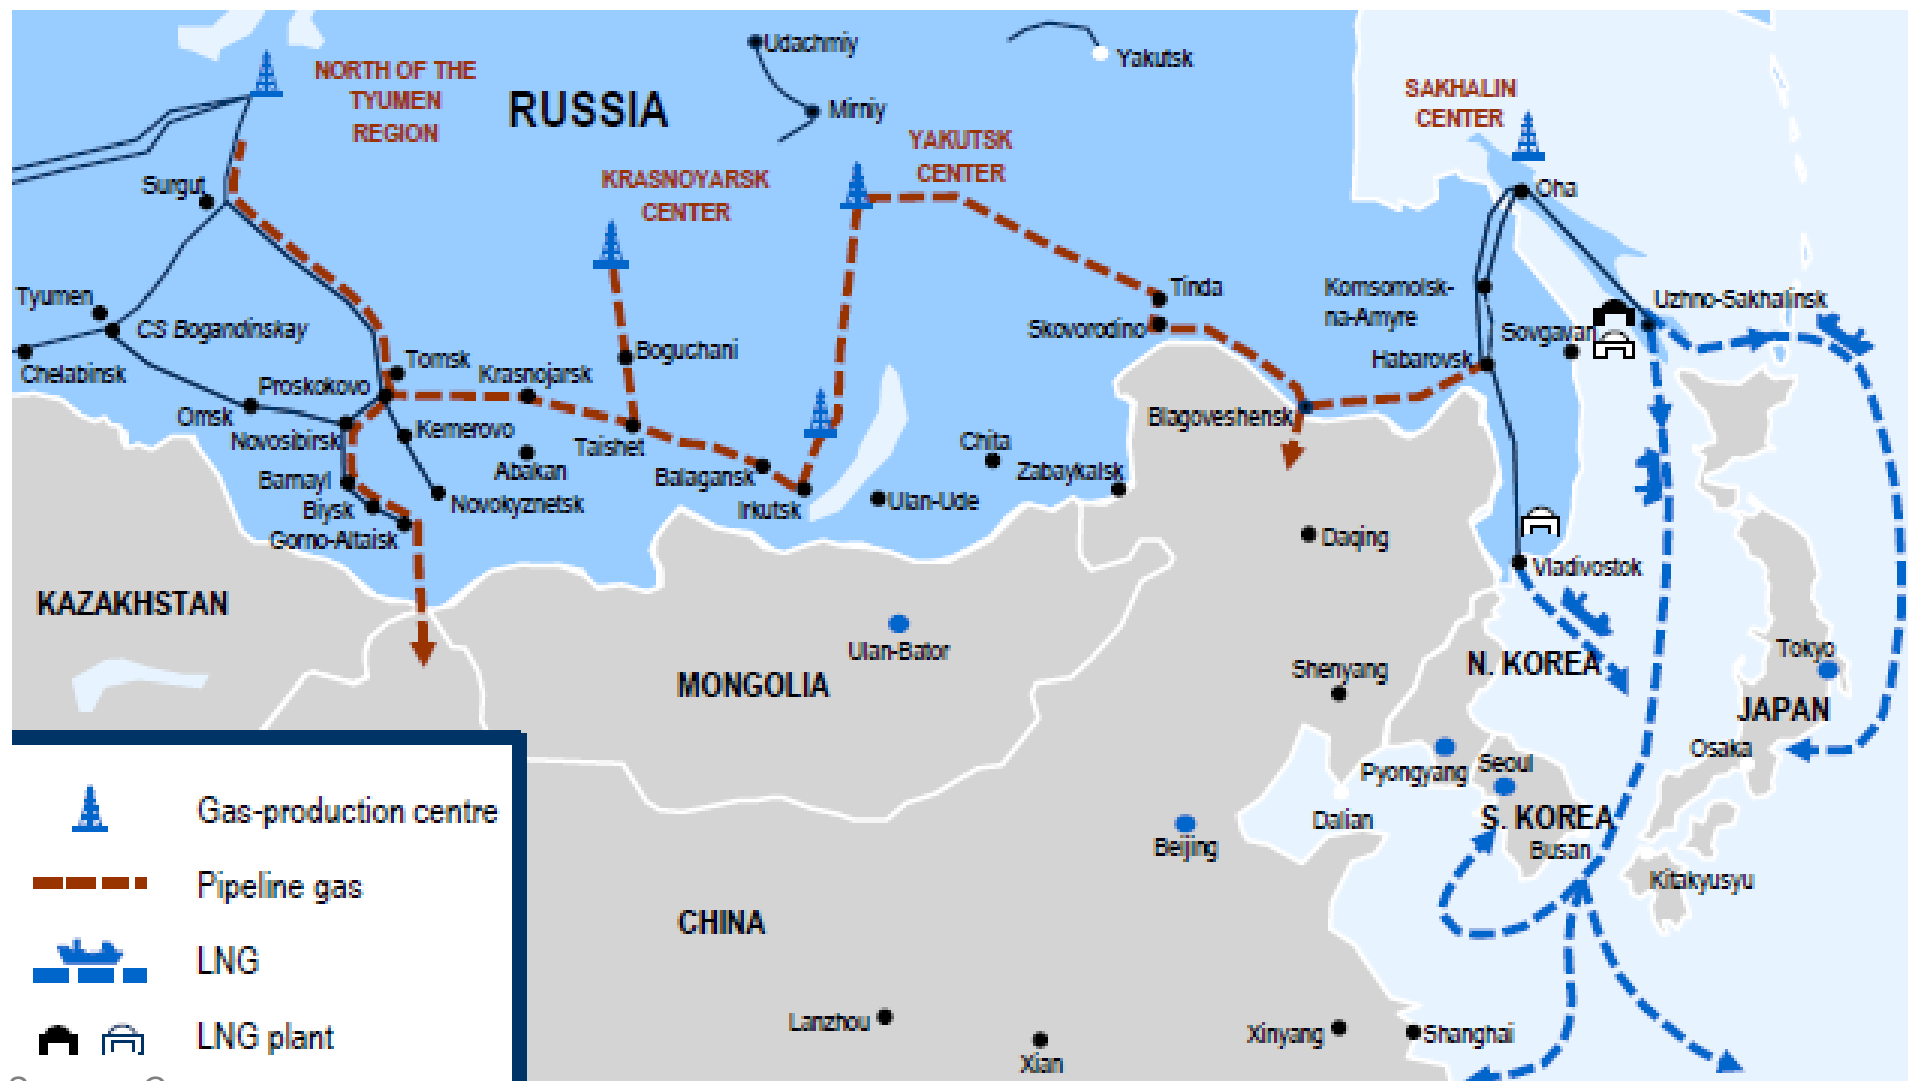 Udachmiy
Yakutsk
NORTH OF THE
TYUMEN
REGION
RUSSIA
Mirniy
SAKHALIN
CENTER
YAKUTSK
CENTER
KRASNOYARSK
CENTER
Surgut
Oha
Tyumen
CS Bogandinskay
Chelabinsk
Tinda
Skovorodino
Komsomolsk-
na-Amyre
Uzhno-Sakhalinsk
Sovgavan
Habarovsk
Boguchani
Tomsk
Krasnojarsk
Proskokovo
Omsk
Novosibirsk
Kemerovo
Taishet
Blagoveshensk
Abakan
Balagansk
Chita
Zabaykalsk
Barnayl
Biysk
Novokyznetsk
Irkutsk
Ulan-Ude
Gorno-Altaisk
Daqing
Vladivostok
KAZAKHSTAN
Ulan-Bator
MONGOLIA
Shenyang
N. KOREA
Tokyo
JAPAN
Osaka
Pyongyang
Seoul
S. KOREA
Dalian
Beijing
Busan
Kitakyusyu
CHINA
Lanzhou
Xian
Xinyang
Shanghai
Gas-production centre
Pipeline gas
LNG
LNG plant